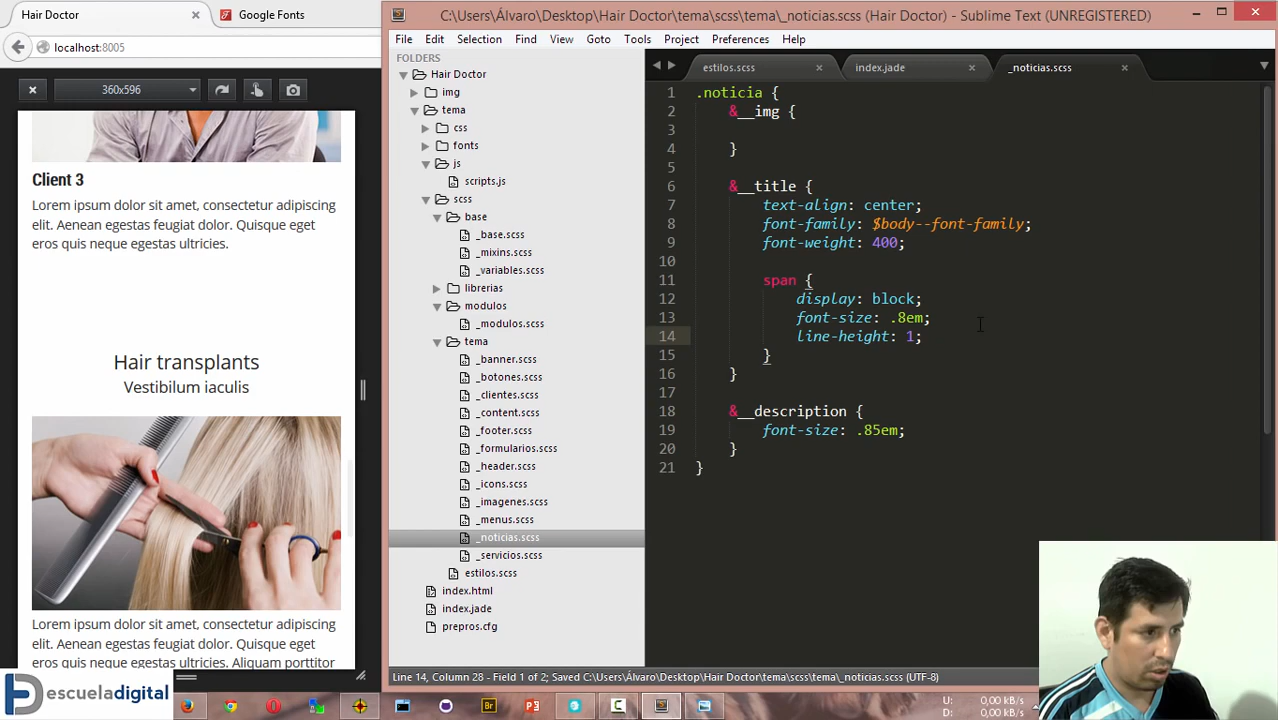 Hair Doctor
Google Fonts
localhost:8005
360x596
Client 3
Lorem ipsum dolor sit amet, consectetur adipiscing
elit. Aenean egestas feugiat dolor. Quisque eget
eros quis neque egestas ultricies.
Hair transplants
Vestibilum iaculis
Lorem ipsum dolor sit amet, consectetur adipiscing
elit. Aenean egestas feugiat dolor. Quisque eget
eros quis neque egestas ultricies. Aliquam porttitor
escueladigital
C:\Users\Álvaro\Desktop\Hair Doctor\tema\scss\tema\_noticias.scss (Hair Doctor) - Sublime Text (UNREGISTERED)
File Edit Selection Find View Goto Tools Project Preferences Help
FOLDERS
Hair Doctor
img
tema
css
fonts
js
scripts.js
scss
base
_base.scss
_mixins.scss
_variables.scss
librerias
modulos
_modulos.scss
tema
_banner.scss
_botones.scss
_clientes.scss
_content.scss
_footer.scss
_formularios.scss
_header.scss
_icons.scss
_imagenes.scss
_menus.scss
_noticias.scss
_servicios.scss
estilos.scss
index.html
index.jade
prepros.cfg
estilos.scss index.jade _noticias.scss
1 .noticia {
2 &__img {
3
4 }
5
6 &__title {
7 text-align: center;
8 font-family: $body--font-family;
9 font-weight: 400;
10
11 span {
12 display: block;
13 font-size: .8em;
14 line-height: 1;
15 }
16 }
17
18 &__description {
19 font-size: .85em;
20 }
21 }
Line 14, Column 28 - Field 1 of 2; Saved C:\Users\Álvaro\Desktop\Hair Doctor\tema\scss\tema\_noticias.scss (UTF-8)
Br
U: 0,00 kB/s
D: 0,00 kB/s